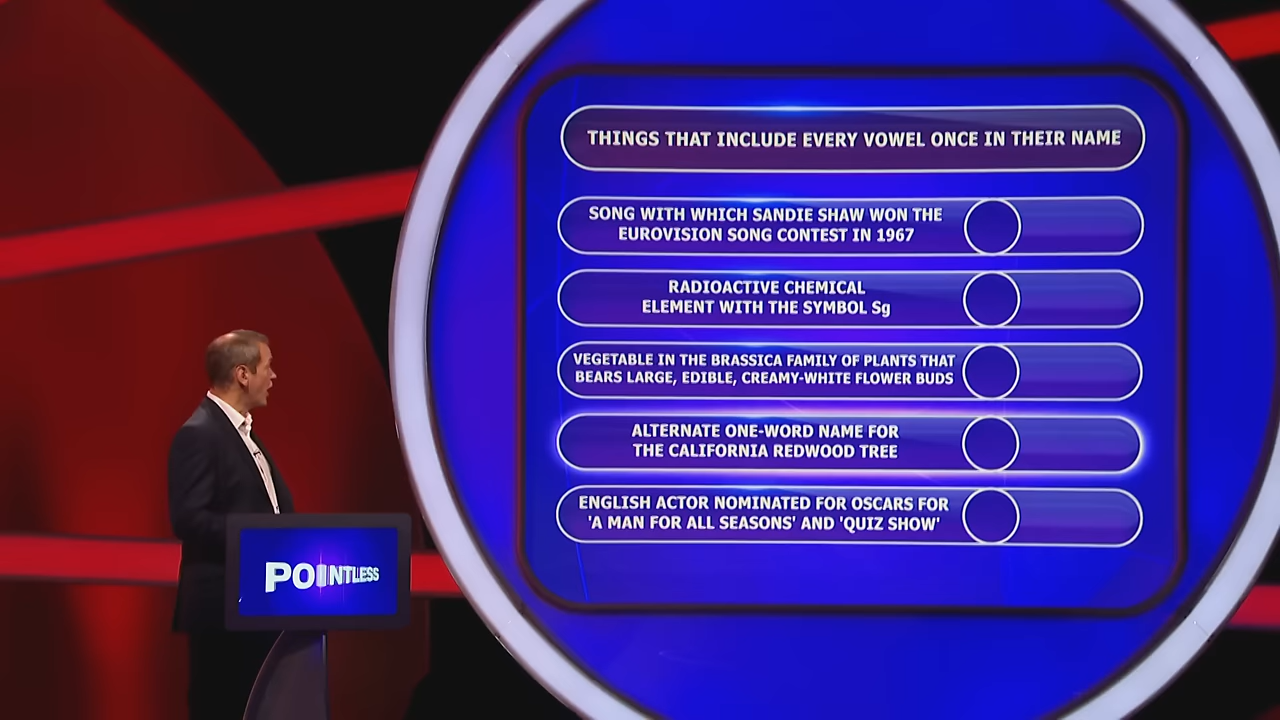 THINGS THAT INCLUDE EVERY VOWEL ONCE IN THEIR NAME
SONG WITH WHICH SANDIE SHAW WON THE
EUROVISION SONG CONTEST IN 1967
RADIOACTIVE CHEMICAL
ELEMENT WITH THE SYMBOL Sg
VEGETABLE IN THE BRASSICA FAMILY OF PLANTS THAT
BEARS LARGE, EDIBLE, CREAMY-WHITE FLOWER BUDS
ALTERNATE ONE-WORD NAME FOR
THE CALIFORNIA REDWOOD TREE
ENGLISH ACTOR NOMINATED FOR OSCARS FOR
'A MAN FOR ALL SEASONS' AND 'QUIZ SHOW'
POINTLESS